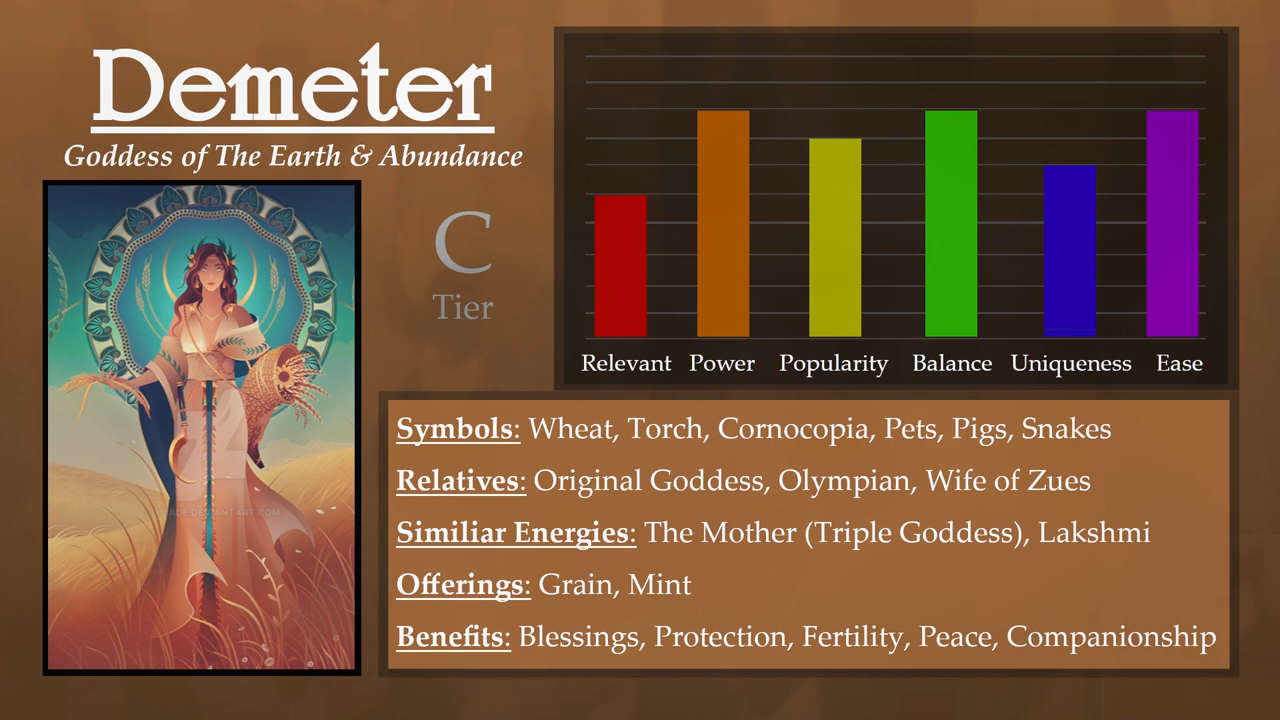 Demeter
Goddess of The Earth & Abundance
C
Tier
Relevant Power Popularity Balance Uniqueness Ease
Symbols: Wheat, Torch, Cornocopia, Pets, Pigs, Snakes
Relatives: Original Goddess, Olympian, Wife of Zues
Similiar Energies: The Mother (Triple Goddess), Lakshmi
Offerings: Grain, Mint
Benefits: Blessings, Protection, Fertility, Peace, Companionship